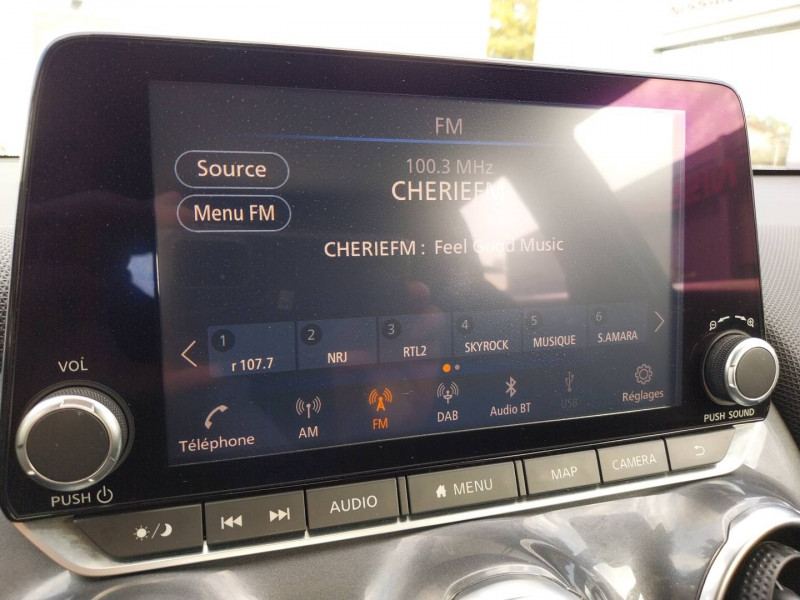 FM
Source
100.3 MHz
CHERIEFM
Menu FM
CHERIEFM : Feel Good Music
1 2 3 4 5 6
r 107.7 NRJ RTL2 SKYROCK MUSIQUE S.AMARA
VOL
Téléphone AM FM DAB Audio BT USB Réglages
PUSH
PUSH SOUND
AUDIO MENU MAP CAMERA